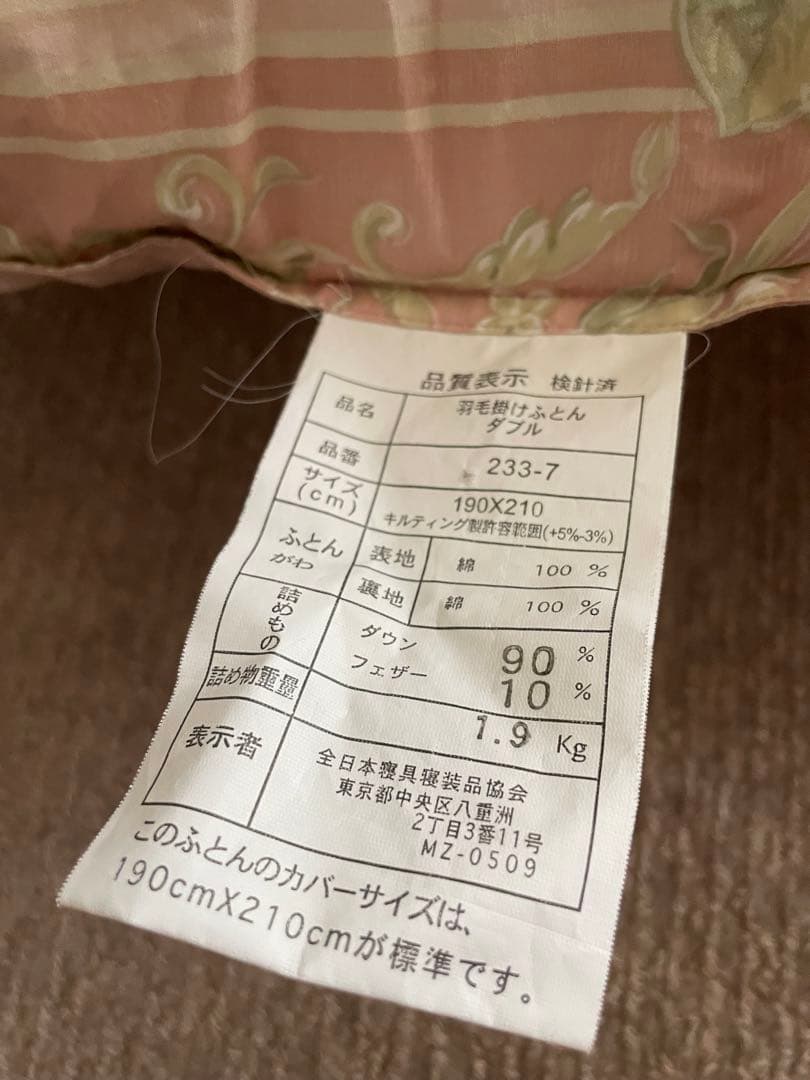 品質表示 検針済
品名 羽毛掛けふとん
ダブル
品番 233-7
サイズ
(cm) 190X210
キルティング製許容範囲(+5%-3%)
ふとん
がわ 表地 綿 100 %
裏地 綿 100 %
詰めもの ダウン 90 %
フェザー 10 %
詰め物重量 1.9 Kg
表示者 全日本寝具寝装品協会
東京都中央区八重洲
2丁目3番11号
MZ-0509
このふとんのカバーサイズは、
190cmX210cmが標準です。